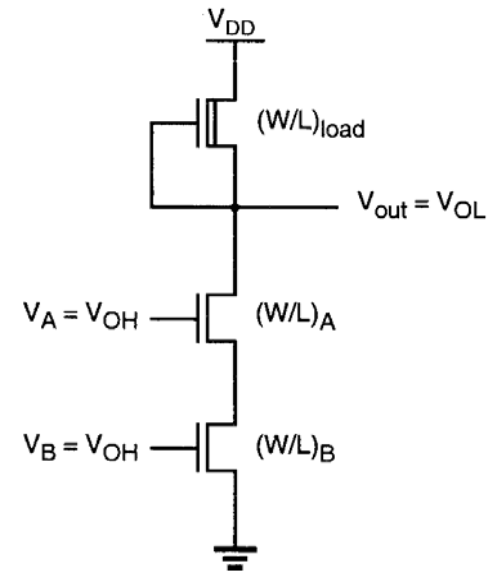 V_DD
(W/L)_load
V_out = V_OL
V_A = V_OH
(W/L)_A
V_B = V_OH
(W/L)_B